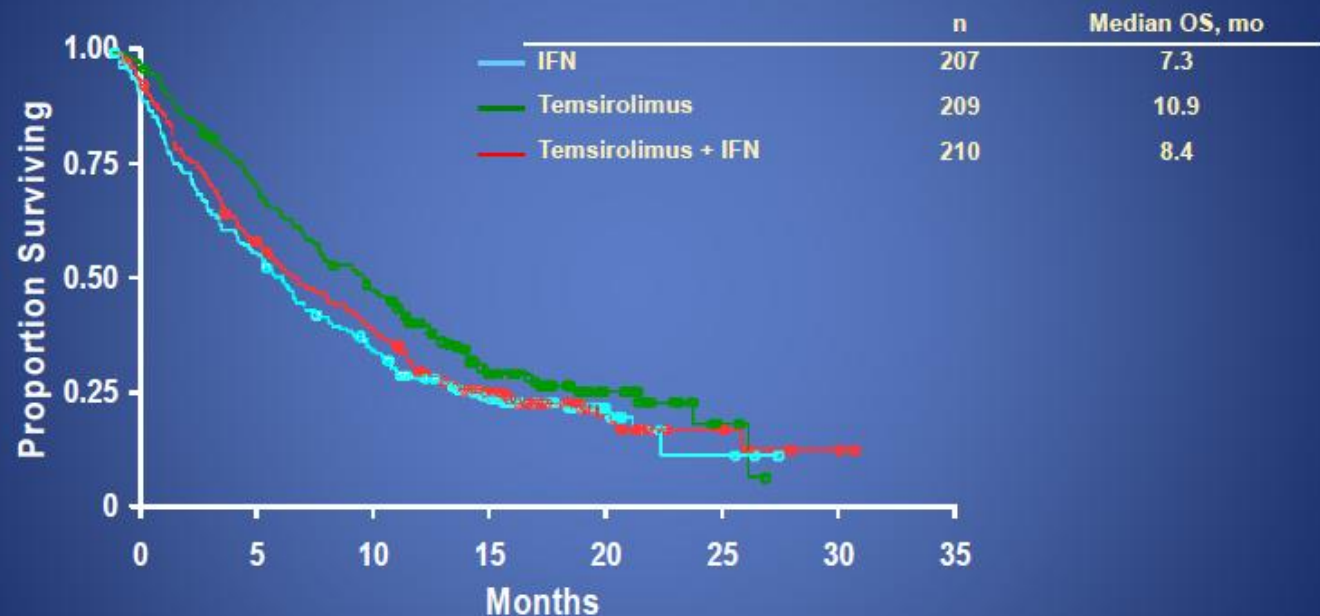 n Median OS, mo
IFN 207 7.3
Temsirolimus 209 10.9
Temsirolimus + IFN 210 8.4
Proportion Surviving
1.00
0.75
0.50
0.25
0
0 5 10 15 20 25 30 35
Months